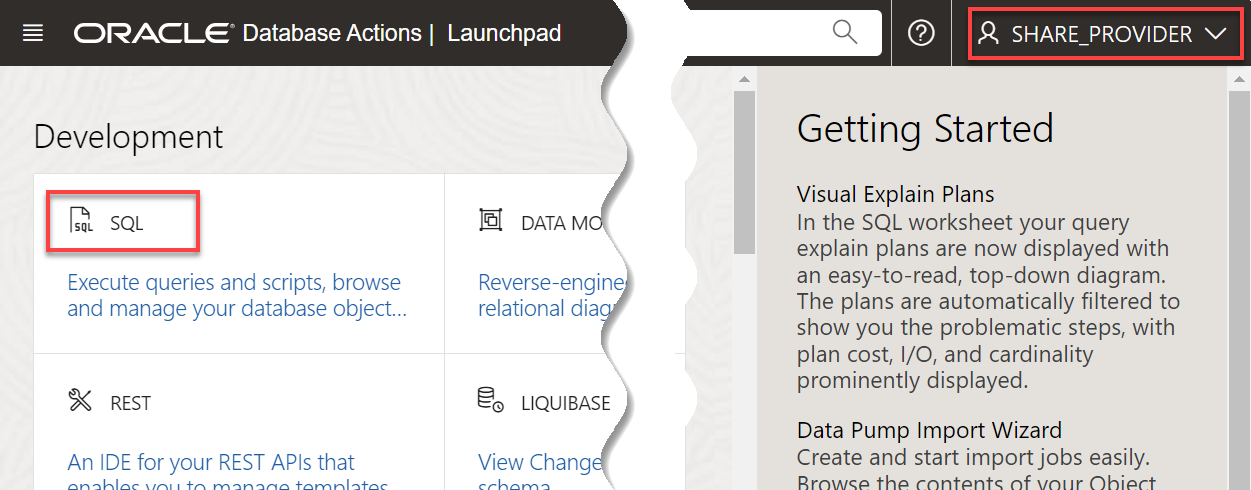 ORACLE® Database Actions | Launchpad
SHARE_PROVIDER
Development
SQL
SQL
Execute queries and scripts, browse
and manage your database object...
DATA MO
Reverse-engine
relational diag
REST
An IDE for your REST APIs that
enables you to manage templates
LIQUIBASE
View Change
schema
Getting Started
Visual Explain Plans
In the SQL worksheet your query
explain plans are now displayed with
an easy-to-read, top-down diagram.
The plans are automatically filtered to
show you the problematic steps, with
plan cost, I/O, and cardinality
prominently displayed.
Data Pump Import Wizard
Create and start import jobs easily.
Browse the contents of your Object